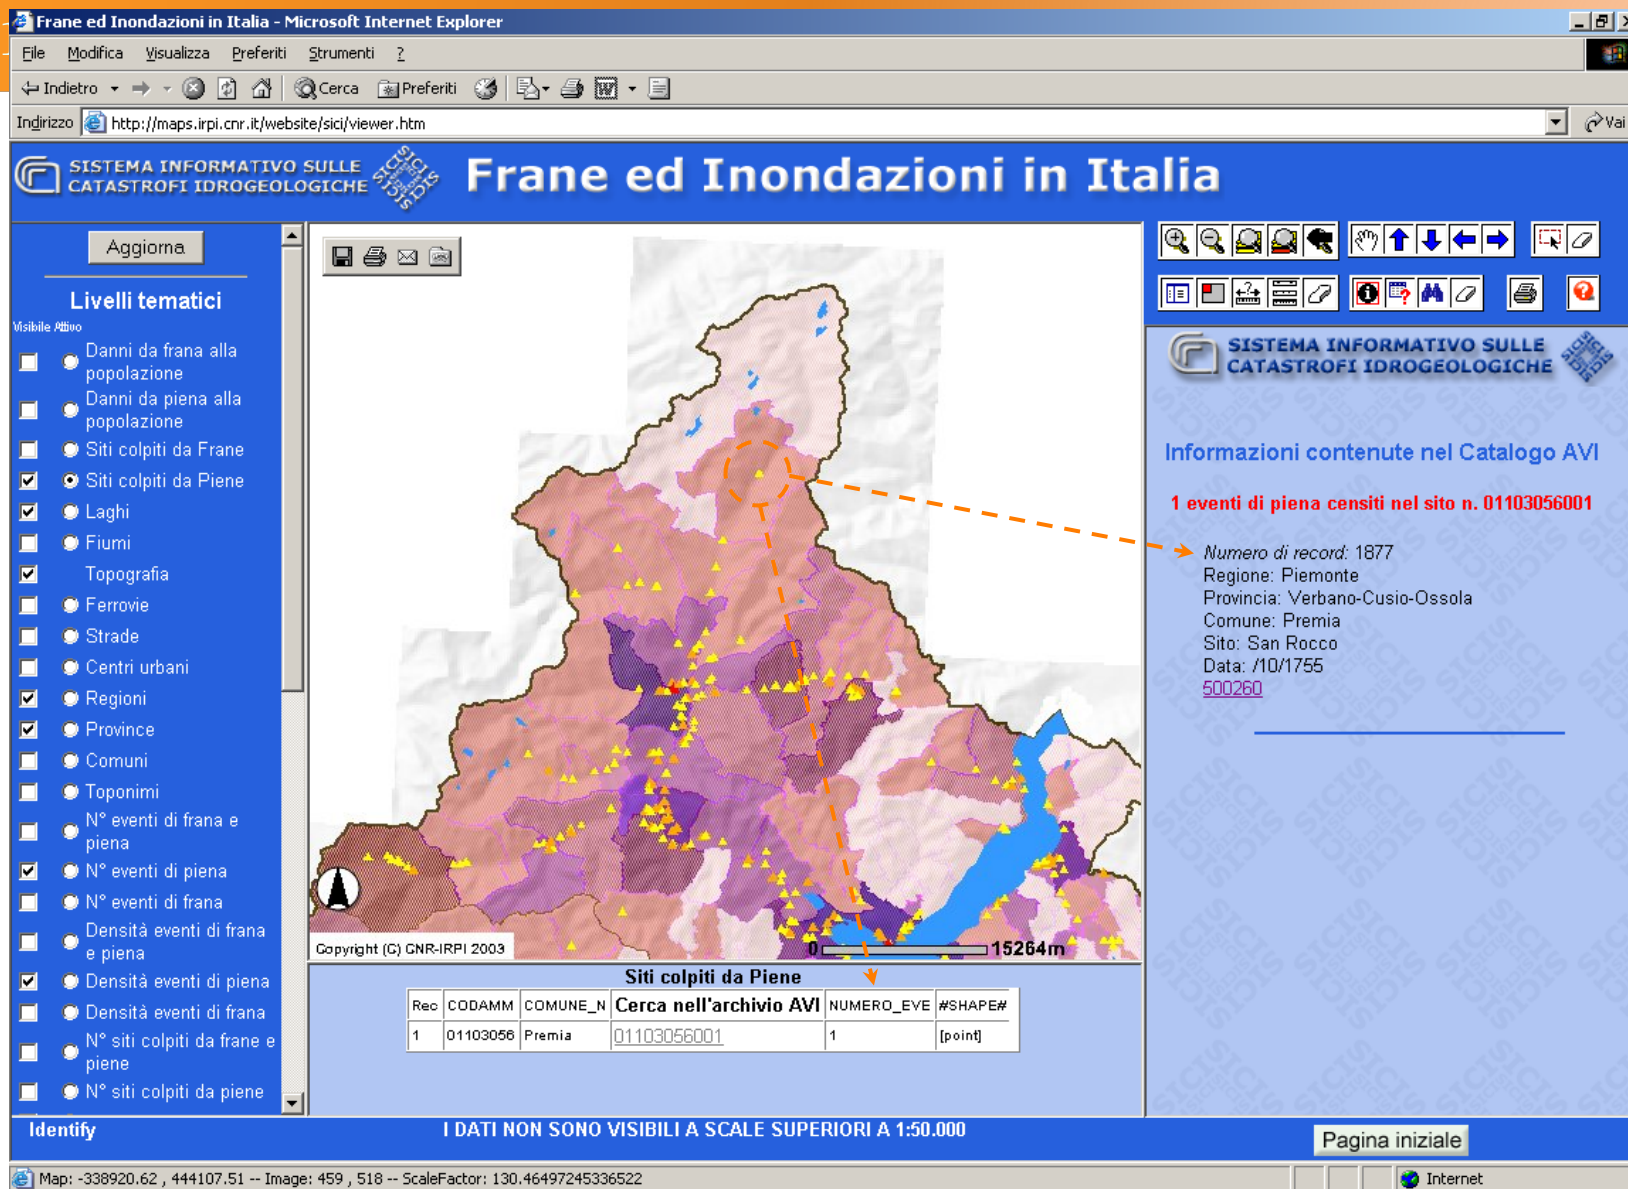 Frane ed Inondazioni in Italia - Microsoft Internet Explorer
File Modifica Visualizza Preferiti Strumenti ?
Indietro Cerca Preferiti
Indirizzo http://maps.irpi.cnr.it/website/sici/viewer.htm Vai
SISTEMA INFORMATIVO SULLE
CATASTROFI IDROGEOLOGICHE
Frane ed Inondazioni in Italia
Aggiorna
Livelli tematici
Visibile Attivo
Danni da frana alla
popolazione
Danni da piena alla
popolazione
Siti colpiti da Frane
Siti colpiti da Piene
Laghi
Fiumi
Topografia
Ferrovie
Strade
Centri urbani
Regioni
Province
Comuni
Toponimi
N° eventi di frana e
piena
N° eventi di piena
N° eventi di frana
Densità eventi di frana
e piena
Densità eventi di piena
Densità eventi di frana
N° siti colpiti da frane e
piene
N° siti colpiti da piene
Copyright (C) CNR-IRPI 2003
0 15264m
Siti colpiti da Piene
Rec CODAMM COMUNE_N Cerca nell'archivio AVI NUMERO_EVE #SHAPE#
1 01103056 Premia 01103056001 1 [point]
SISTEMA INFORMATIVO SULLE
CATASTROFI IDROGEOLOGICHE
Informazioni contenute nel Catalogo AVI
1 eventi di piena censiti nel sito n. 01103056001
Numero di record: 1877
Regione: Piemonte
Provincia: Verbano-Cusio-Ossola
Comune: Premia
Sito: San Rocco
Data: /10/1755
500260
Identify
I DATI NON SONO VISIBILI A SCALE SUPERIORI A 1:50.000
Pagina iniziale
Map: -338920.62 , 444107.51 -- Image: 459 , 518 -- ScaleFactor: 130.46497245336522
Internet